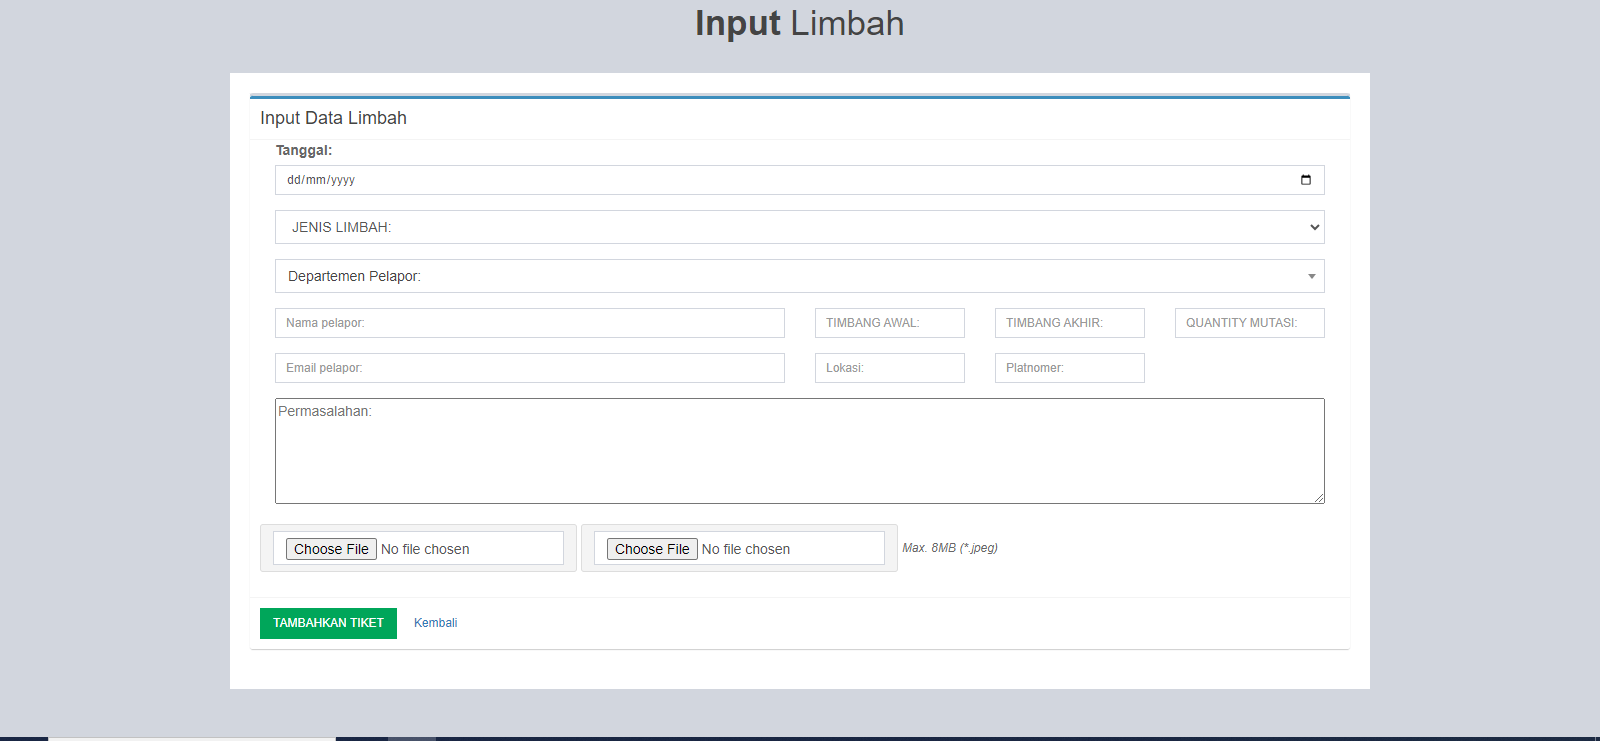 Input Limbah
Input Data Limbah
Tanggal:
dd/mm/yyyy
JENIS LIMBAH:
Departemen Pelapor:
Nama pelapor: TIMBANG AWAL: TIMBANG AKHIR: QUANTITY MUTASI:
Email pelapor: Lokasi: Platnomer:
Permasalahan:
Choose File No file chosen Choose File No file chosen Max. 8MB (*.jpeg)
TAMBAHKAN TIKET Kembali